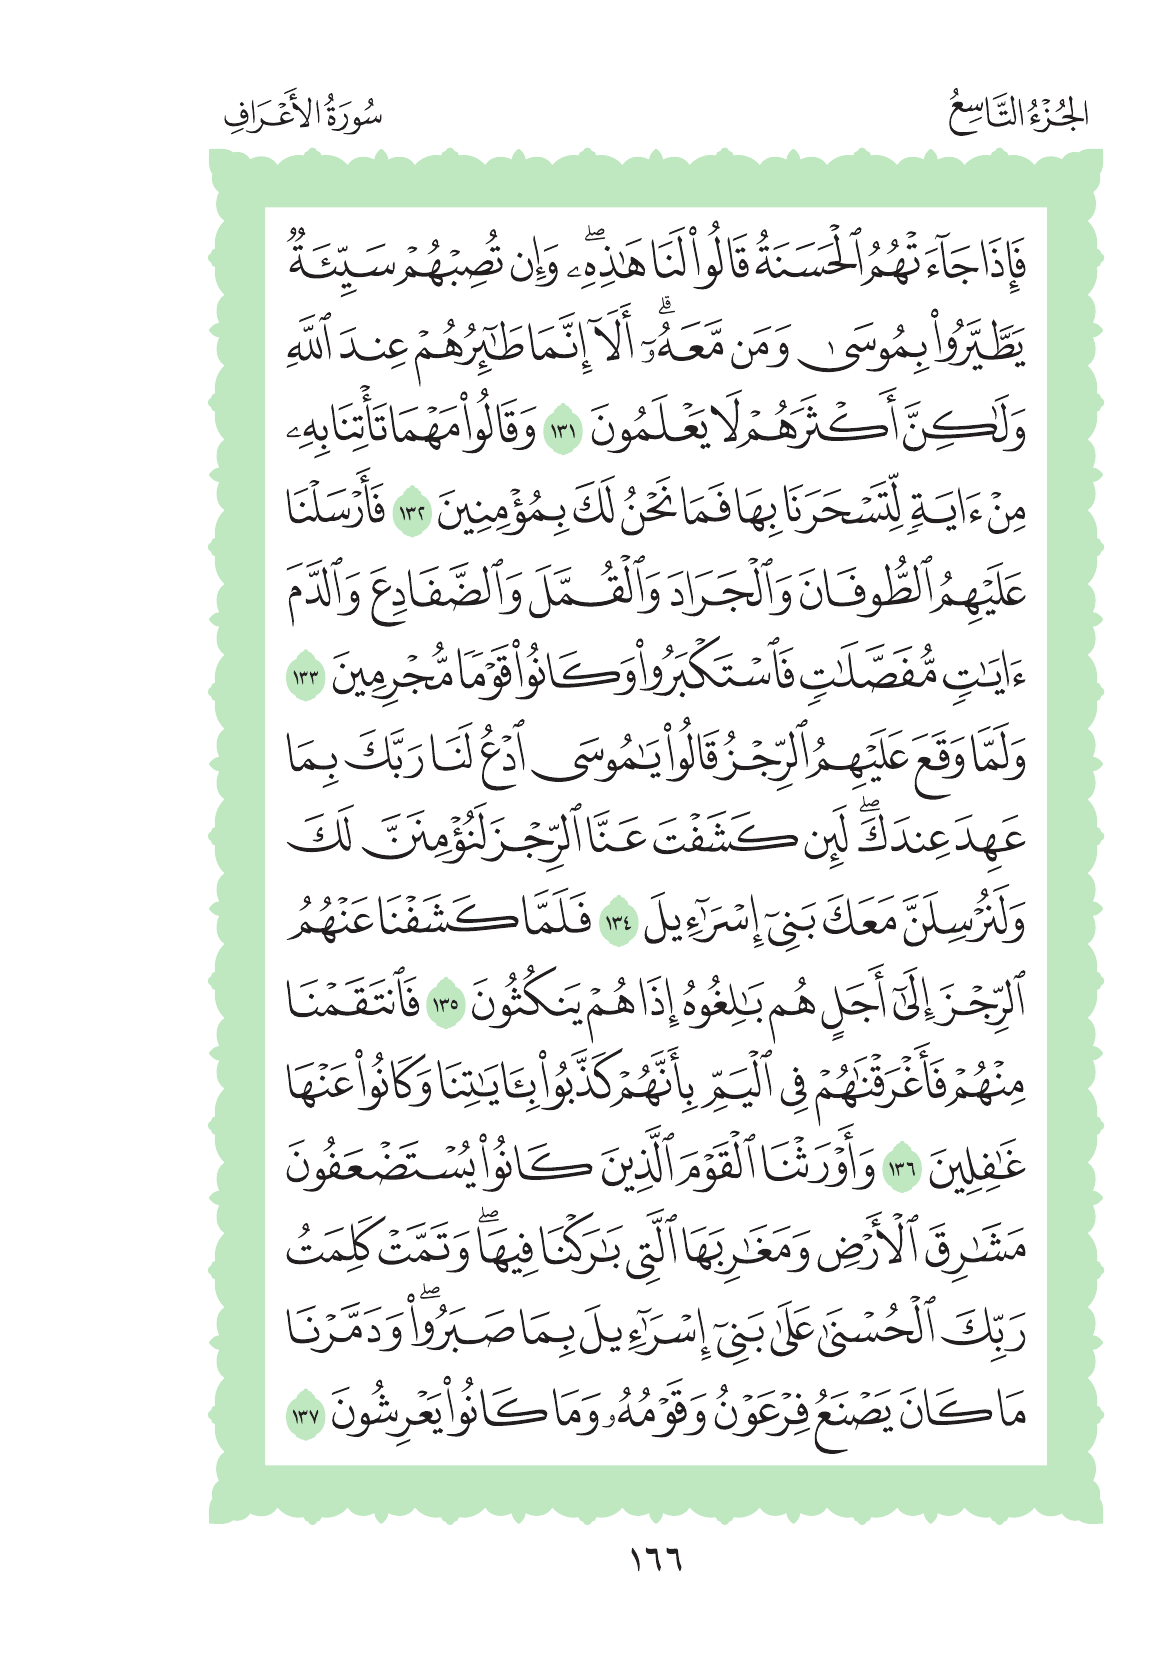 الجُزْءُ التَّاسِعُ
سُورَةُ الأَعْرَافِ
فَإِذَا جَآءَتْهُمُ ٱلْحَسَنَةُ قَالُوا۟ لَنَا هَٰذِهِۦۖ وَإِن تُصِبْهُمْ سَيِّئَةٌۭ
يَطَّيَّرُوا۟ بِمُوسَىٰ وَمَن مَّعَهُۥٓۗ أَلَآ إِنَّمَا طَٰٓئِرُهُمْ عِندَ ٱللَّهِ
وَلَٰكِنَّ أَكْثَرَهُمْ لَا يَعْلَمُونَ ١٣١ وَقَالُوا۟ مَهْمَا تَأْتِنَا بِهِۦ
مِنْ ءَايَةٍۢ لِّتَسْحَرَنَا بِهَا فَمَا نَحْنُ لَكَ بِمُؤْمِنِينَ ١٣٢ فَأَرْسَلْنَا
عَلَيْهِمُ ٱلطُّوفَانَ وَٱلْجَرَادَ وَٱلْقُمَّلَ وَٱلضَّفَادِعَ وَٱلدَّمَ
ءَايَٰتٍۢ مُّفَصَّلَٰتٍۢ فَٱسْتَكْبَرُوا۟ وَكَانُوا۟ قَوْمًۭا مُّجْرِمِينَ ١٣٣
وَلَمَّا وَقَعَ عَلَيْهِمُ ٱلرِّجْزُ قَالُوا۟ يَٰمُوسَى ٱدْعُ لَنَا رَبَّكَ بِمَا
عَهِدَ عِندَكَۖ لَئِن كَشَفْتَ عَنَّا ٱلرِّجْزَ لَنُؤْمِنَنَّ لَكَ
وَلَنُرْسِلَنَّ مَعَكَ بَنِىٓ إِسْرَٰٓءِيلَ ١٣٤ فَلَمَّا كَشَفْنَا عَنْهُمُ
ٱلرِّجْزَ إِلَىٰٓ أَجَلٍ هُم بَٰلِغُوهُ إِذَا هُمْ يَنكُثُونَ ١٣٥ فَٱنتَقَمْنَا
مِنْهُمْ فَأَغْرَقْنَٰهُمْ فِى ٱلْيَمِّ بِأَنَّهُمْ كَذَّبُوا۟ بِـَٔايَٰتِنَا وَكَانُوا۟ عَنْهَا
غَٰفِلِينَ ١٣٦ وَأَوْرَثْنَا ٱلْقَوْمَ ٱلَّذِينَ كَانُوا۟ يُسْتَضْعَفُونَ
مَشَٰرِقَ ٱلْأَرْضِ وَمَغَٰرِبَهَا ٱلَّتِى بَٰرَكْنَا فِيهَاۖ وَتَمَّتْ كَلِمَتُ
رَبِّكَ ٱلْحُسْنَىٰ عَلَىٰ بَنِىٓ إِسْرَٰٓءِيلَ بِمَا صَبَرُوا۟ۖ وَدَمَّرْنَا
مَا كَانَ يَصْنَعُ فِرْعَوْنُ وَقَوْمُهُۥ وَمَا كَانُوا۟ يَعْرِشُونَ ١٣٧
١٦٦